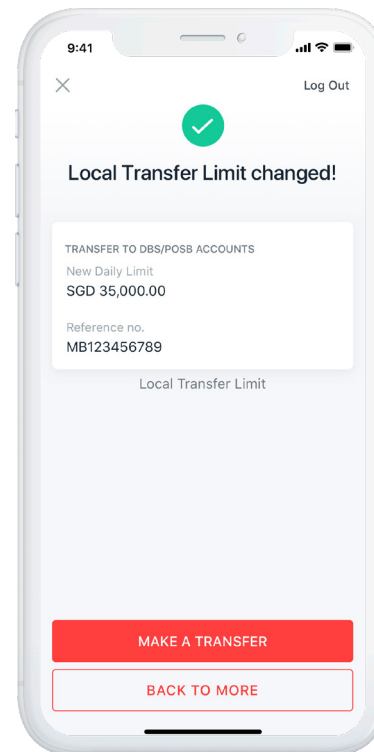 9:41
Log Out
Local Transfer Limit changed!
TRANSFER TO DBS/POSB ACCOUNTS
New Daily Limit
SGD 35,000.00
Reference no.
MB123456789
Local Transfer Limit
MAKE A TRANSFER
BACK TO MORE